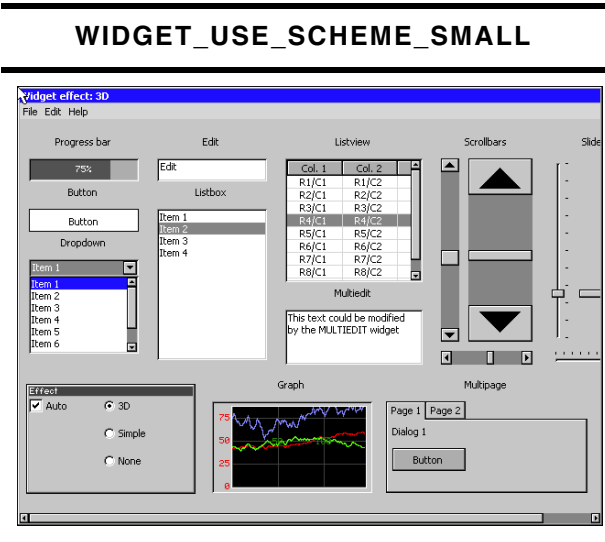 WIDGET_USE_SCHEME_SMALL
Widget effect: 3D
File Edit Help
Progress bar
75%
Button
Button
Dropdown
Item 1
Item 1
Item 2
Item 3
Item 4
Item 5
Item 6
Edit
Edit
Listbox
Item 1
Item 2
Item 3
Item 4
Listview
Col. 1 Col. 2
R1/C1 R1/C2
R2/C1 R2/C2
R3/C1 R3/C2
R4/C1 R4/C2
R5/C1 R5/C2
R6/C1 R6/C2
R7/C1 R7/C2
R8/C1 R8/C2
Multiedit
This text could be modified
by the MULTIEDIT widget
Scrollbars
Slide
Effect
Auto
3D
Simple
None
Graph
75
50
25
0
Multipage
Page 1 Page 2
Dialog 1
Button